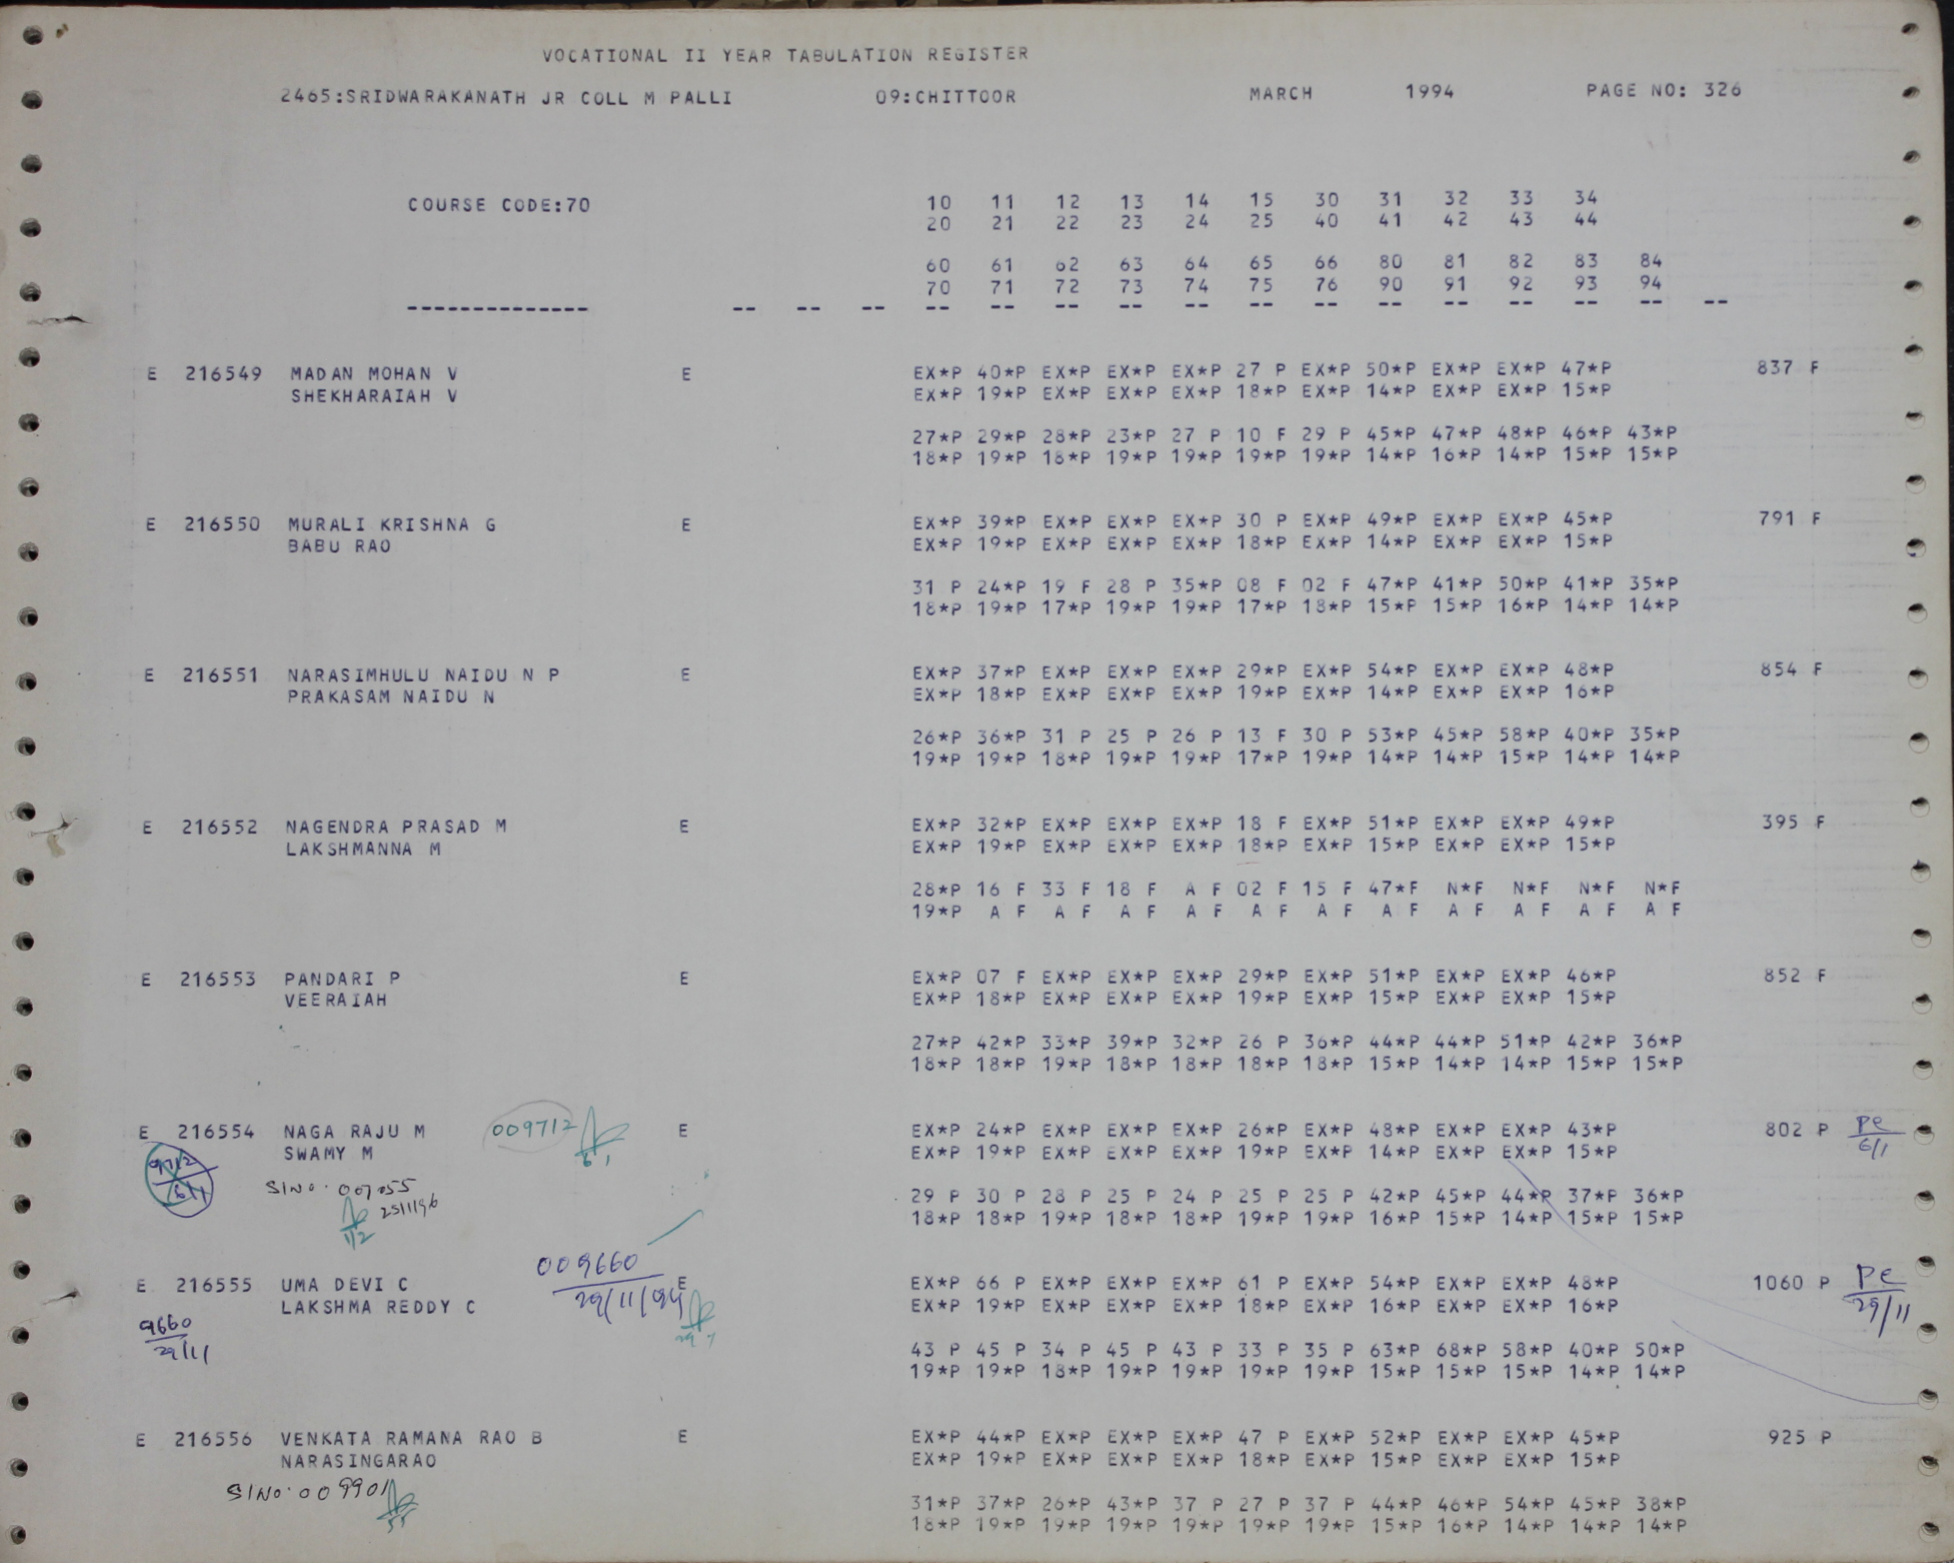 VOCATIONAL II YEAR TABULATION REGISTER
2465:SRIDWARAKANATH JR COLL M PALLI 09:CHITTOOR MARCH 1994 PAGE NO: 326
COURSE CODE:70 10 11 12 13 14 15 30 31 32 33 34
20 21 22 23 24 25 40 41 42 43 44
60 61 62 63 64 65 66 80 81 82 83 84
70 71 72 73 74 75 76 90 91 92 93 94
-------------- -- -- -- -- -- -- -- -- -- -- -- -- -- -- -- --
E 216549 MADAN MOHAN V E EX*P 40*P EX*P EX*P EX*P 27 P EX*P 50*P EX*P EX*P 47*P 837 F
SHEKHARAIAH V EX*P 19*P EX*P EX*P EX*P 18*P EX*P 14*P EX*P EX*P 15*P
27*P 29*P 28*P 23*P 27 P 10 F 29 P 45*P 47*P 48*P 46*P 43*P
18*P 19*P 18*P 19*P 19*P 19*P 19*P 14*P 16*P 14*P 15*P 15*P
E 216550 MURALI KRISHNA G E EX*P 39*P EX*P EX*P EX*P 30 P EX*P 49*P EX*P EX*P 45*P 791 F
BABU RAO EX*P 19*P EX*P EX*P EX*P 18*P EX*P 14*P EX*P EX*P 15*P
31 P 24*P 19 F 28 P 35*P 08 F 02 F 47*P 41*P 50*P 41*P 35*P
18*P 19*P 17*P 19*P 19*P 17*P 18*P 15*P 15*P 16*P 14*P 14*P
E 216551 NARASIMHULU NAIDU N P E EX*P 37*P EX*P EX*P EX*P 29*P EX*P 54*P EX*P EX*P 48*P 854 F
PRAKASAM NAIDU N EX*P 18*P EX*P EX*P EX*P 19*P EX*P 14*P EX*P EX*P 16*P
26*P 36*P 31 P 25 P 26 P 13 F 30 P 53*P 45*P 58*P 40*P 35*P
19*P 19*P 18*P 19*P 19*P 17*P 19*P 14*P 14*P 15*P 14*P 14*P
E 216552 NAGENDRA PRASAD M E EX*P 32*P EX*P EX*P EX*P 18 F EX*P 51*P EX*P EX*P 49*P 395 F
LAKSHMANNA M EX*P 19*P EX*P EX*P EX*P 18*P EX*P 15*P EX*P EX*P 15*P
28*P 16 F 33 F 18 F A F 02 F 15 F 47*F N*F N*F N*F N*F
19*P A F A F A F A F A F A F A F A F A F A F A F
E 216553 PANDARI P E EX*P 07 F EX*P EX*P EX*P 29*P EX*P 51*P EX*P EX*P 46*P 852 F
VEERAIAH EX*P 18*P EX*P EX*P EX*P 19*P EX*P 15*P EX*P EX*P 15*P
27*P 42*P 33*P 39*P 32*P 26 P 36*P 44*P 44*P 51*P 42*P 36*P
18*P 18*P 19*P 18*P 18*P 18*P 18*P 15*P 14*P 14*P 15*P 15*P
E 216554 NAGA RAJU M 009712 E EX*P 24*P EX*P EX*P EX*P 26*P EX*P 48*P EX*P EX*P 43*P 802 P PC
SWAMY M 6/1 EX*P 19*P EX*P EX*P EX*P 19*P EX*P 14*P EX*P EX*P 15*P 6/1
9712
6/1
Sl No. 007055 29 P 30 P 28 P 25 P 24 P 25 P 25 P 42*P 45*P 44*P 37*P 36*P
25/1/96 18*P 18*P 19*P 18*P 18*P 19*P 19*P 16*P 15*P 14*P 15*P 15*P
1/2
009660
E 216555 UMA DEVI C E EX*P 66 P EX*P EX*P EX*P 61 P EX*P 54*P EX*P EX*P 48*P 1060 P PC
LAKSHMA REDDY C 29/11/94 EX*P 19*P EX*P EX*P EX*P 18*P EX*P 16*P EX*P EX*P 16*P 29/11
9660
29/11 43 P 45 P 34 P 45 P 43 P 33 P 35 P 63*P 68*P 58*P 40*P 50*P
19*P 19*P 18*P 19*P 19*P 19*P 19*P 15*P 15*P 15*P 14*P 14*P
E 216556 VENKATA RAMANA RAO B E EX*P 44*P EX*P EX*P EX*P 47 P EX*P 52*P EX*P EX*P 45*P 925 P
NARASINGARAO EX*P 19*P EX*P EX*P EX*P 18*P EX*P 15*P EX*P EX*P 15*P
Sl No. 009901
31*P 37*P 26*P 43*P 37 P 27 P 37 P 44*P 46*P 54*P 45*P 38*P
18*P 19*P 19*P 19*P 19*P 19*P 19*P 15*P 16*P 14*P 14*P 14*P